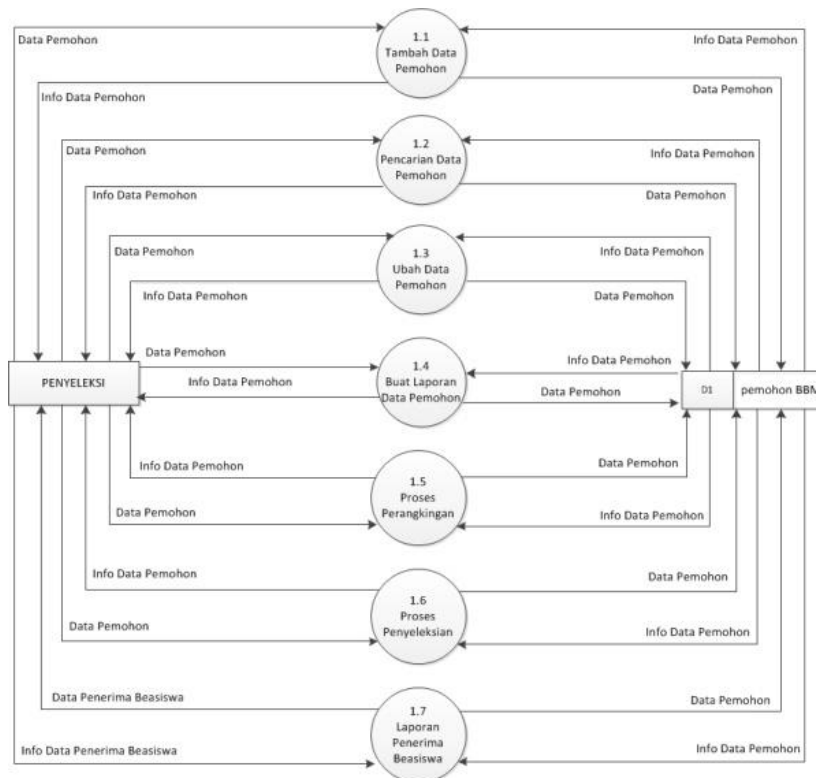 Data Pemohon
1.1
Tambah Data
Pemohon
Info Data Pemohon
Info Data Pemohon
Data Pemohon
Data Pemohon
1.2
Pencarian Data
Pemohon
Info Data Pemohon
Info Data Pemohon
Data Pemohon
Data Pemohon
1.3
Ubah Data
Pemohon
Info Data Pemohon
Info Data Pemohon
Data Pemohon
PENYELEKSI
Data Pemohon
Info Data Pemohon
1.4
Buat Laporan
Data Pemohon
Info Data Pemohon
Data Pemohon
D1
pemohon BBM
Info Data Pemohon
Data Pemohon
1.5
Proses
Perangkingan
Data Pemohon
Info Data Pemohon
Info Data Pemohon
Data Pemohon
1.6
Proses
Penyeleksian
Data Pemohon
Info Data Pemohon
Data Penerima Beasiswa
Info Data Penerima Beasiswa
1.7
Laporan
Penerima
Beasiswa
Data Pemohon
Info Data Pemohon